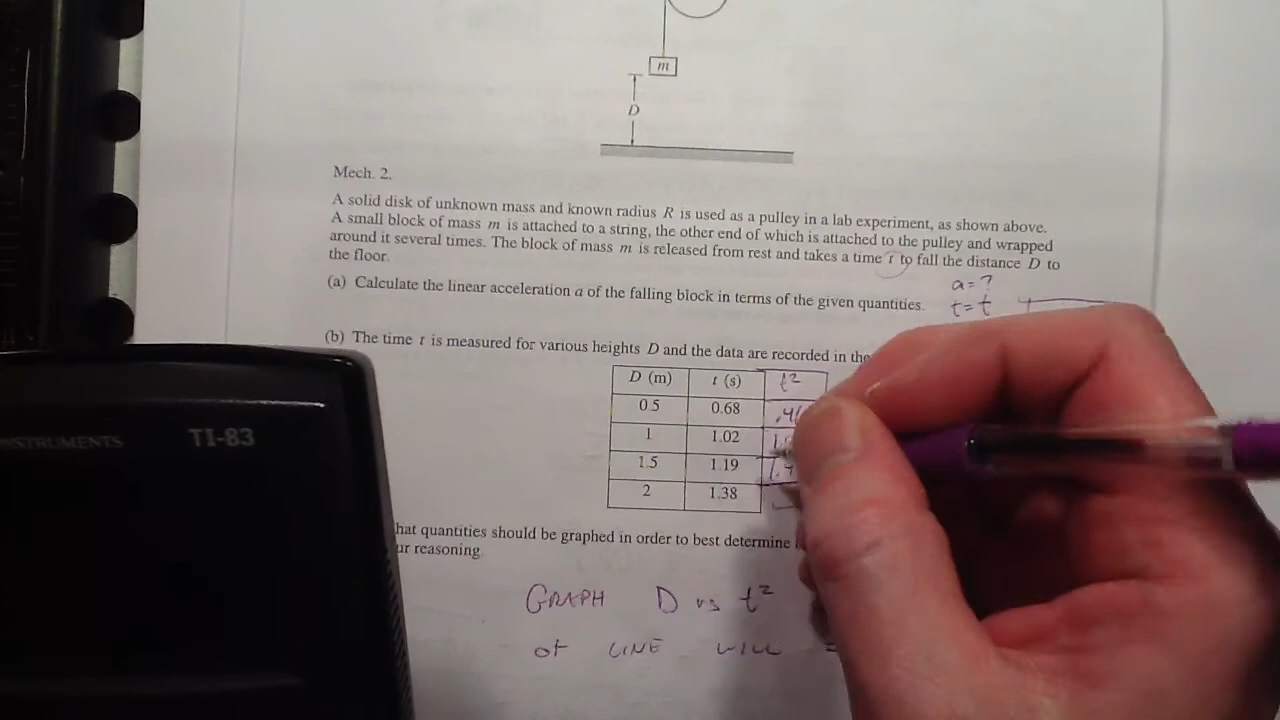 m
D
Mech. 2.
A solid disk of unknown mass and known radius R is used as a pulley in a lab experiment, as shown above.
A small block of mass m is attached to a string, the other end of which is attached to the pulley and wrapped
around it several times. The block of mass m is released from rest and takes a time t to fall the distance D to
the floor.
a = ?
(a) Calculate the linear acceleration a of the falling block in terms of the given quantities.
t = t
(b) The time t is measured for various heights D and the data are recorded in the
D (m) t (s) t²
0.5 0.68
1 1.02
1.5 1.19
2 1.38
INSTRUMENTS TI-83
hat quantities should be graphed in order to best determine
ur reasoning.
GRAPH D vs t²
of LINE WILL =